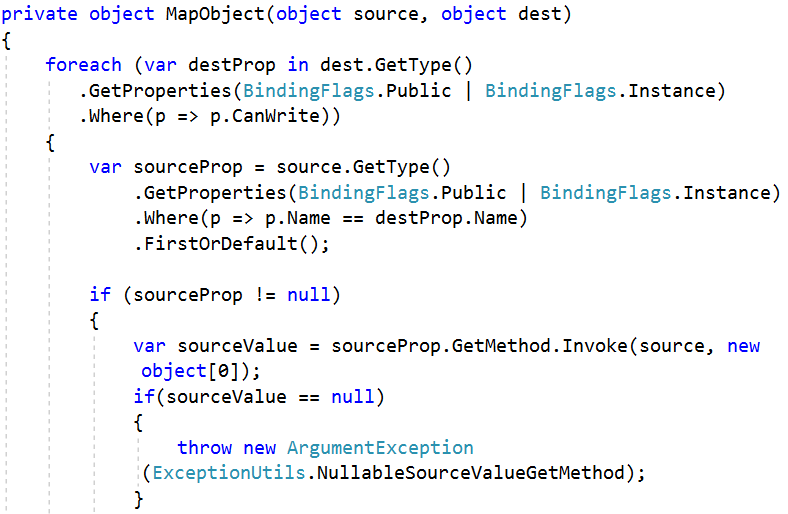 private object MapObject(object source, object dest)
{
    foreach (var destProp in dest.GetType()
       .GetProperties(BindingFlags.Public | BindingFlags.Instance)
       .Where(p => p.CanWrite))
    {
        var sourceProp = source.GetType()
            .GetProperties(BindingFlags.Public | BindingFlags.Instance)
            .Where(p => p.Name == destProp.Name)
            .FirstOrDefault();

        if (sourceProp != null)
        {
            var sourceValue = sourceProp.GetMethod.Invoke(source, new
             object[0]);
            if(sourceValue == null)
            {
                throw new ArgumentException
             (ExceptionUtils.NullableSourceValueGetMethod);
            }